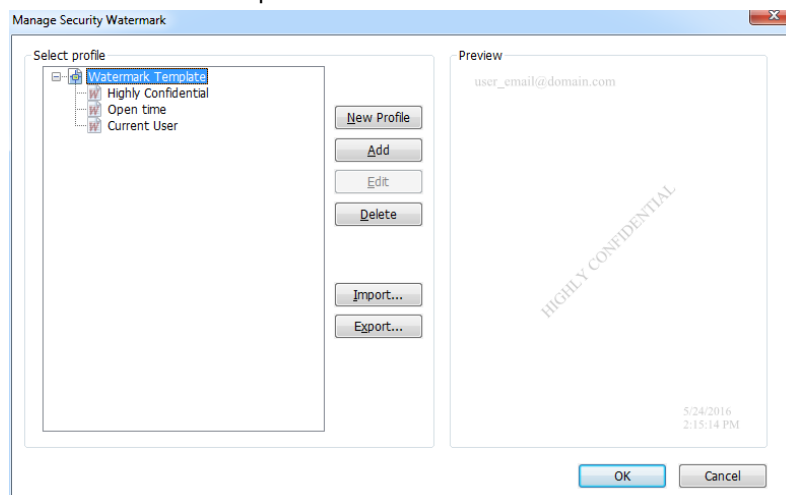 Manage Security Watermark
Select profile
Watermark Template
Highly Confidential
Open time
Current User
New Profile
Add
Edit
Delete
Import...
Export...
Preview
user_email@domain.com
HIGHLY CONFIDENTIAL
5/24/2016
2:15:14 PM
OK
Cancel